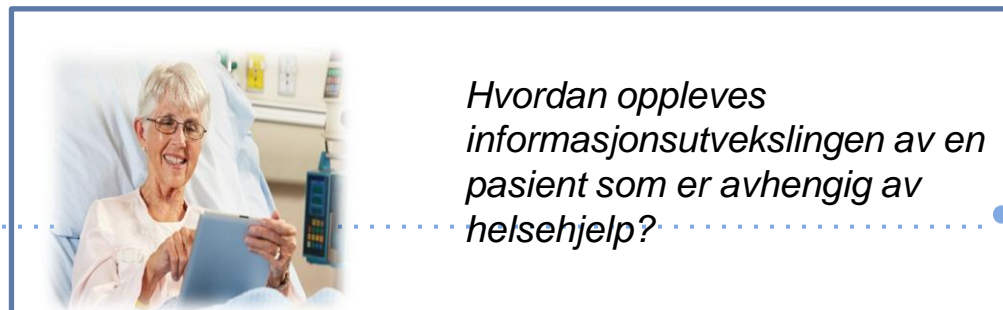 Hvordan oppleves
informasjonsutvekslingen av en
pasient som er avhengig av
helsehjelp?